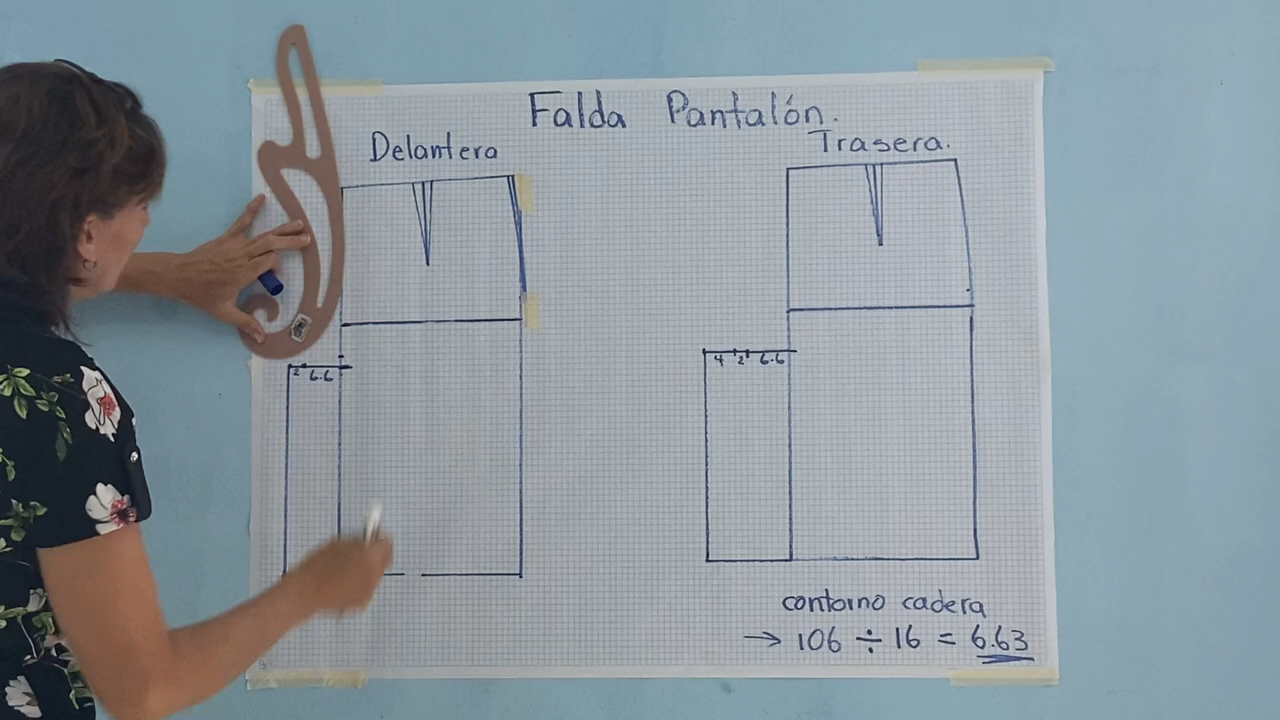 Falda Pantalón.
Delantera
Trasera.
2 6.6
4 2 6.6
contorno cadera
→ 106 ÷ 16 = 6.63